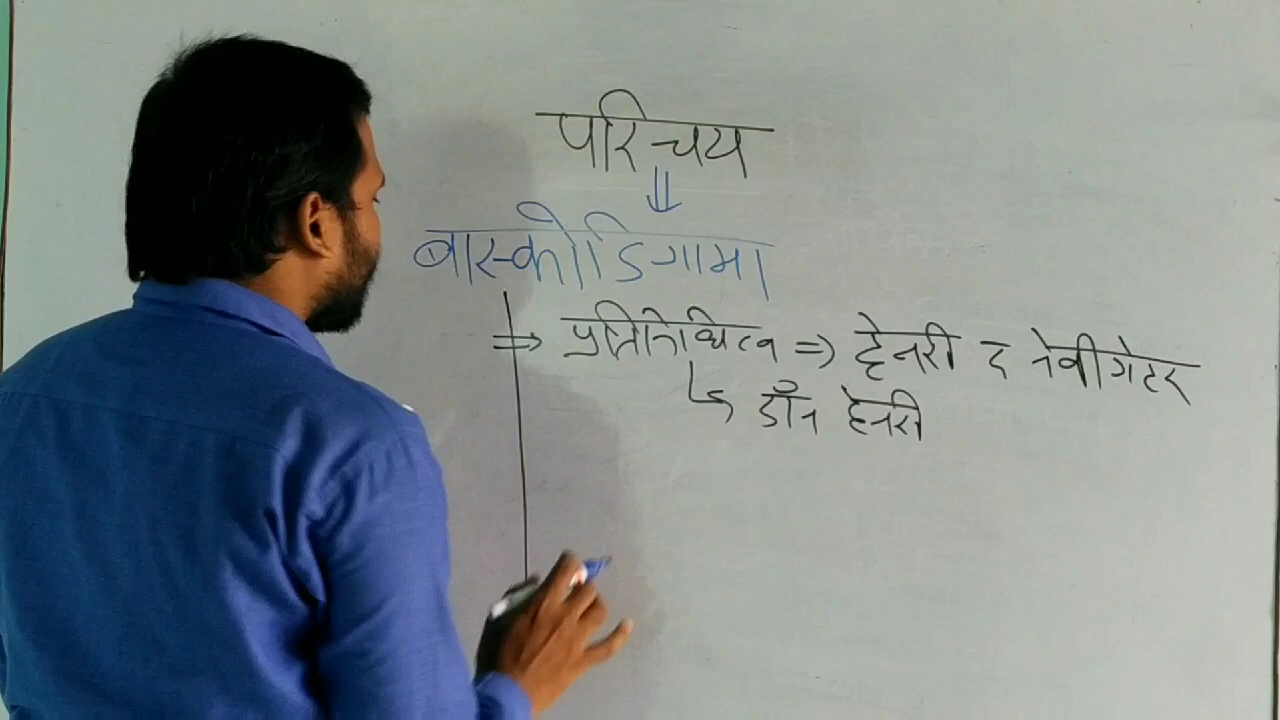 परिचय
⇓
बास्कोडिगामा
⇒ प्रतिनिधित्व ⇒ हेनरी द नेवीगेटर
↳ डॉन हेनरी